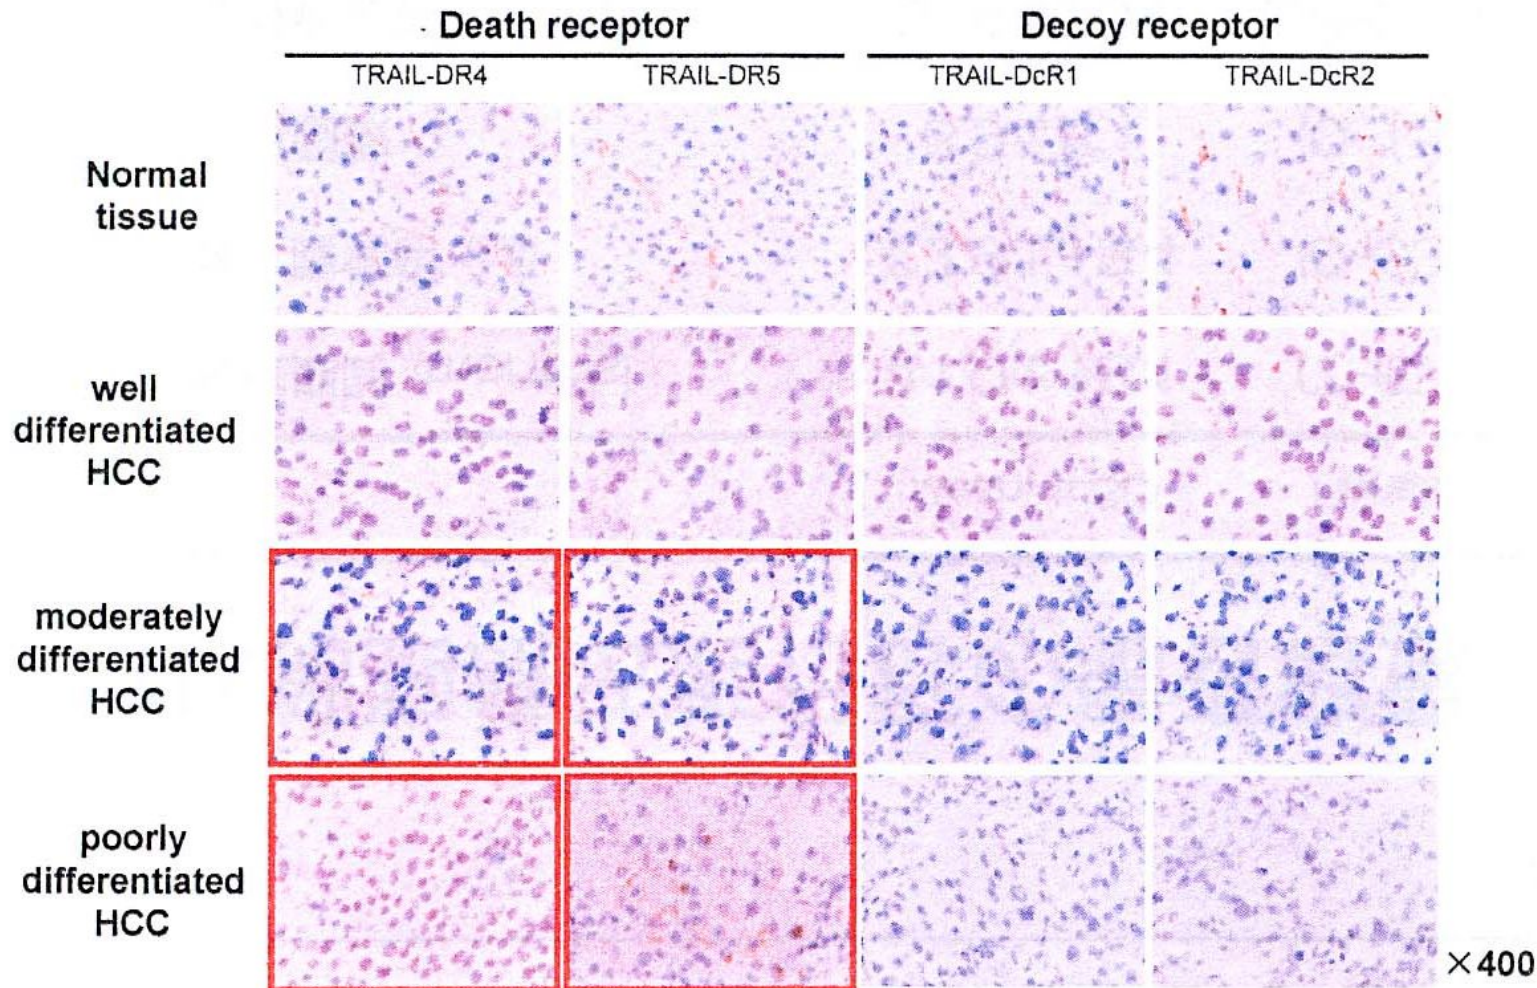 Death receptor
Decoy receptor
TRAIL-DR4
TRAIL-DR5
TRAIL-DcR1
TRAIL-DcR2
Normal
tissue
well
differentiated
HCC
moderately
differentiated
HCC
poorly
differentiated
HCC
×400